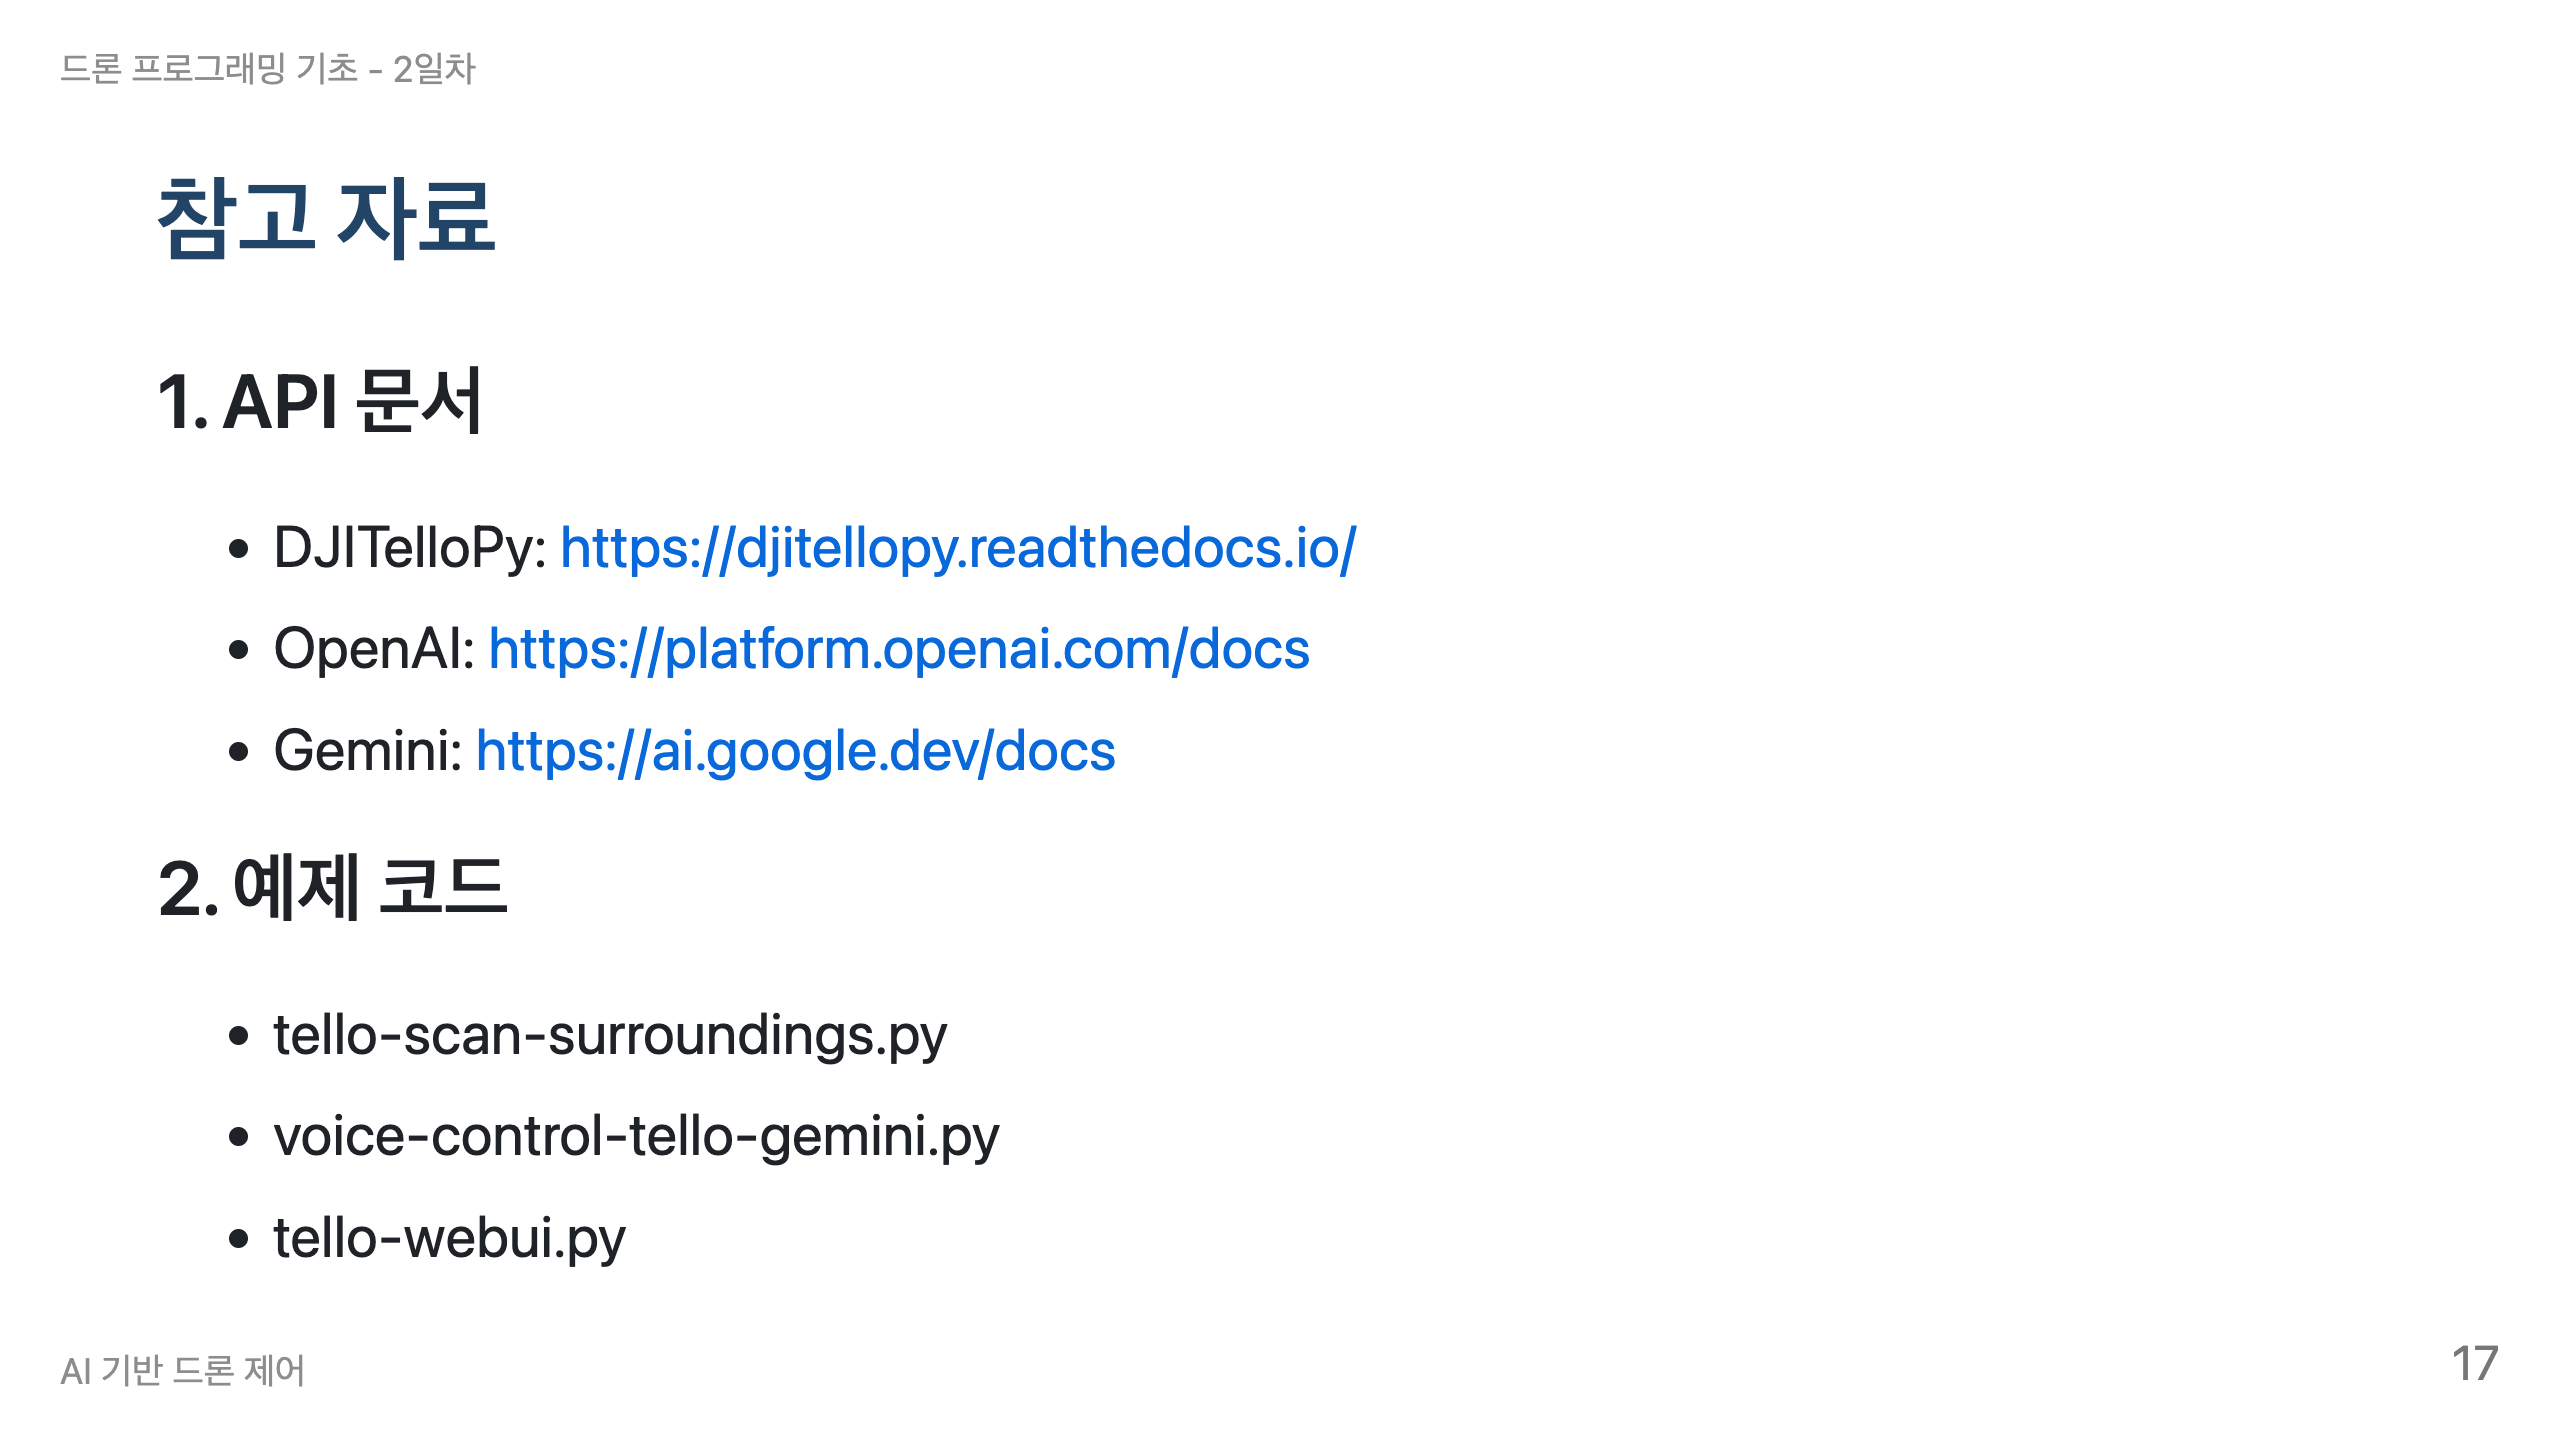 드론 프로그래밍 기초 - 2일차
참고 자료
1. API 문서
• DJITelloPy: https://djitellopy.readthedocs.io/
• OpenAI: https://platform.openai.com/docs
• Gemini: https://ai.google.dev/docs
2. 예제 코드
• tello-scan-surroundings.py
• voice-control-tello-gemini.py
• tello-webui.py
AI 기반 드론 제어
17